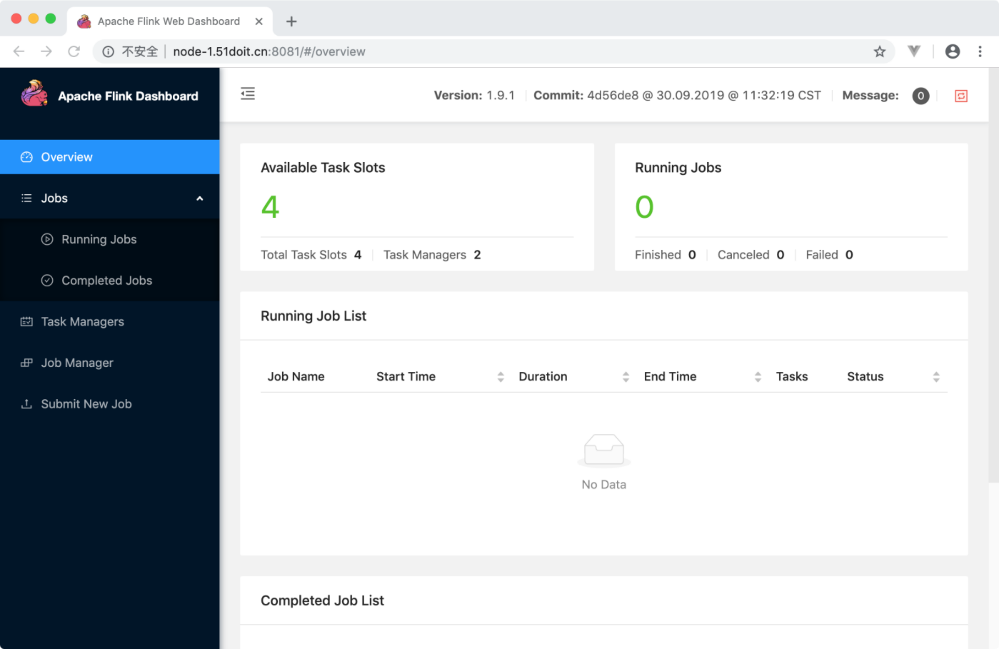 Apache Flink Web Dashboard
不安全 node-1.51doit.cn:8081/#/overview
Apache Flink Dashboard
Version: 1.9.1 Commit: 4d56de8 @ 30.09.2019 @ 11:32:19 CST Message: 0
Overview
Jobs
Running Jobs
Completed Jobs
Task Managers
Job Manager
Submit New Job
Available Task Slots
4
Total Task Slots 4 Task Managers 2
Running Jobs
0
Finished 0 Canceled 0 Failed 0
Running Job List
Job Name Start Time Duration End Time Tasks Status
No Data
Completed Job List